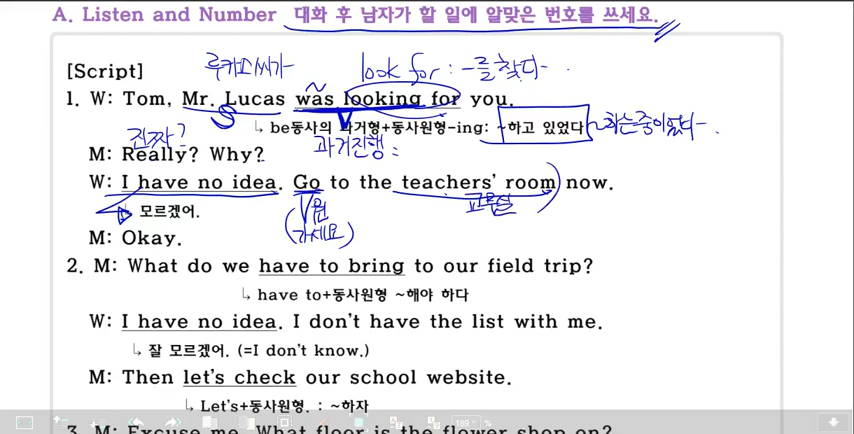 A. Listen and Number 대화 후 남자가 할 일에 알맞은 번호를 쓰세요.
루카씨가 look for : ~를 찾다
[Script]
1. W: Tom, Mr. Lucas was looking for you.
S V ↳ be동사의 과거형+동사원형-ing: ~하고 있었다 ~하는 중이었다
진짜? 과거진행 :
M: Really? Why?
W: I have no idea. Go to the teachers' room now.
↳ 모르겠어. V원 교무실
(가세요)
M: Okay.
2. M: What do we have to bring to our field trip?
↳ have to+동사원형 ~해야 하다
W: I have no idea. I don't have the list with me.
↳ 잘 모르겠어. (=I don't know.)
M: Then let's check our school website.
↳ Let's+동사원형. : ~하자
189 %
3. M: Excuse me. What floor is the flower shop on?